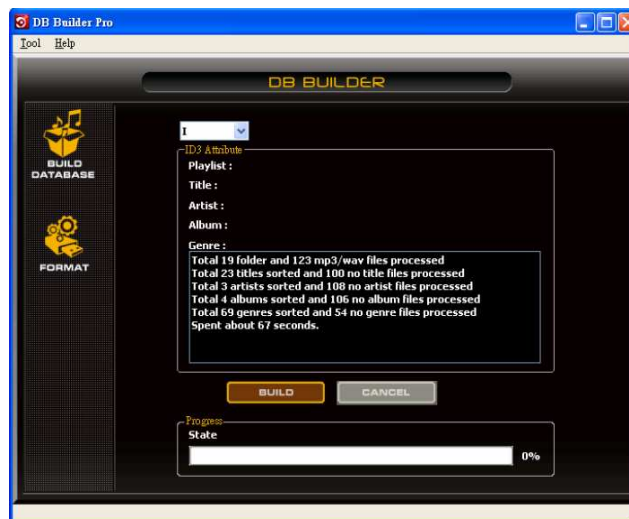 DB Builder Pro
Tool Help
DB BUILDER
BUILD
DATABASE
FORMAT
I
ID3 Attribute
Playlist :
Title :
Artist :
Album :
Genre :
Total 19 folder and 123 mp3/wav files processed
Total 23 titles sorted and 100 no title files processed
Total 3 artists sorted and 108 no artist files processed
Total 4 albums sorted and 106 no album files processed
Total 69 genres sorted and 54 no genre files processed
Spent about 67 seconds.
BUILD CANCEL
Progress
State
0%